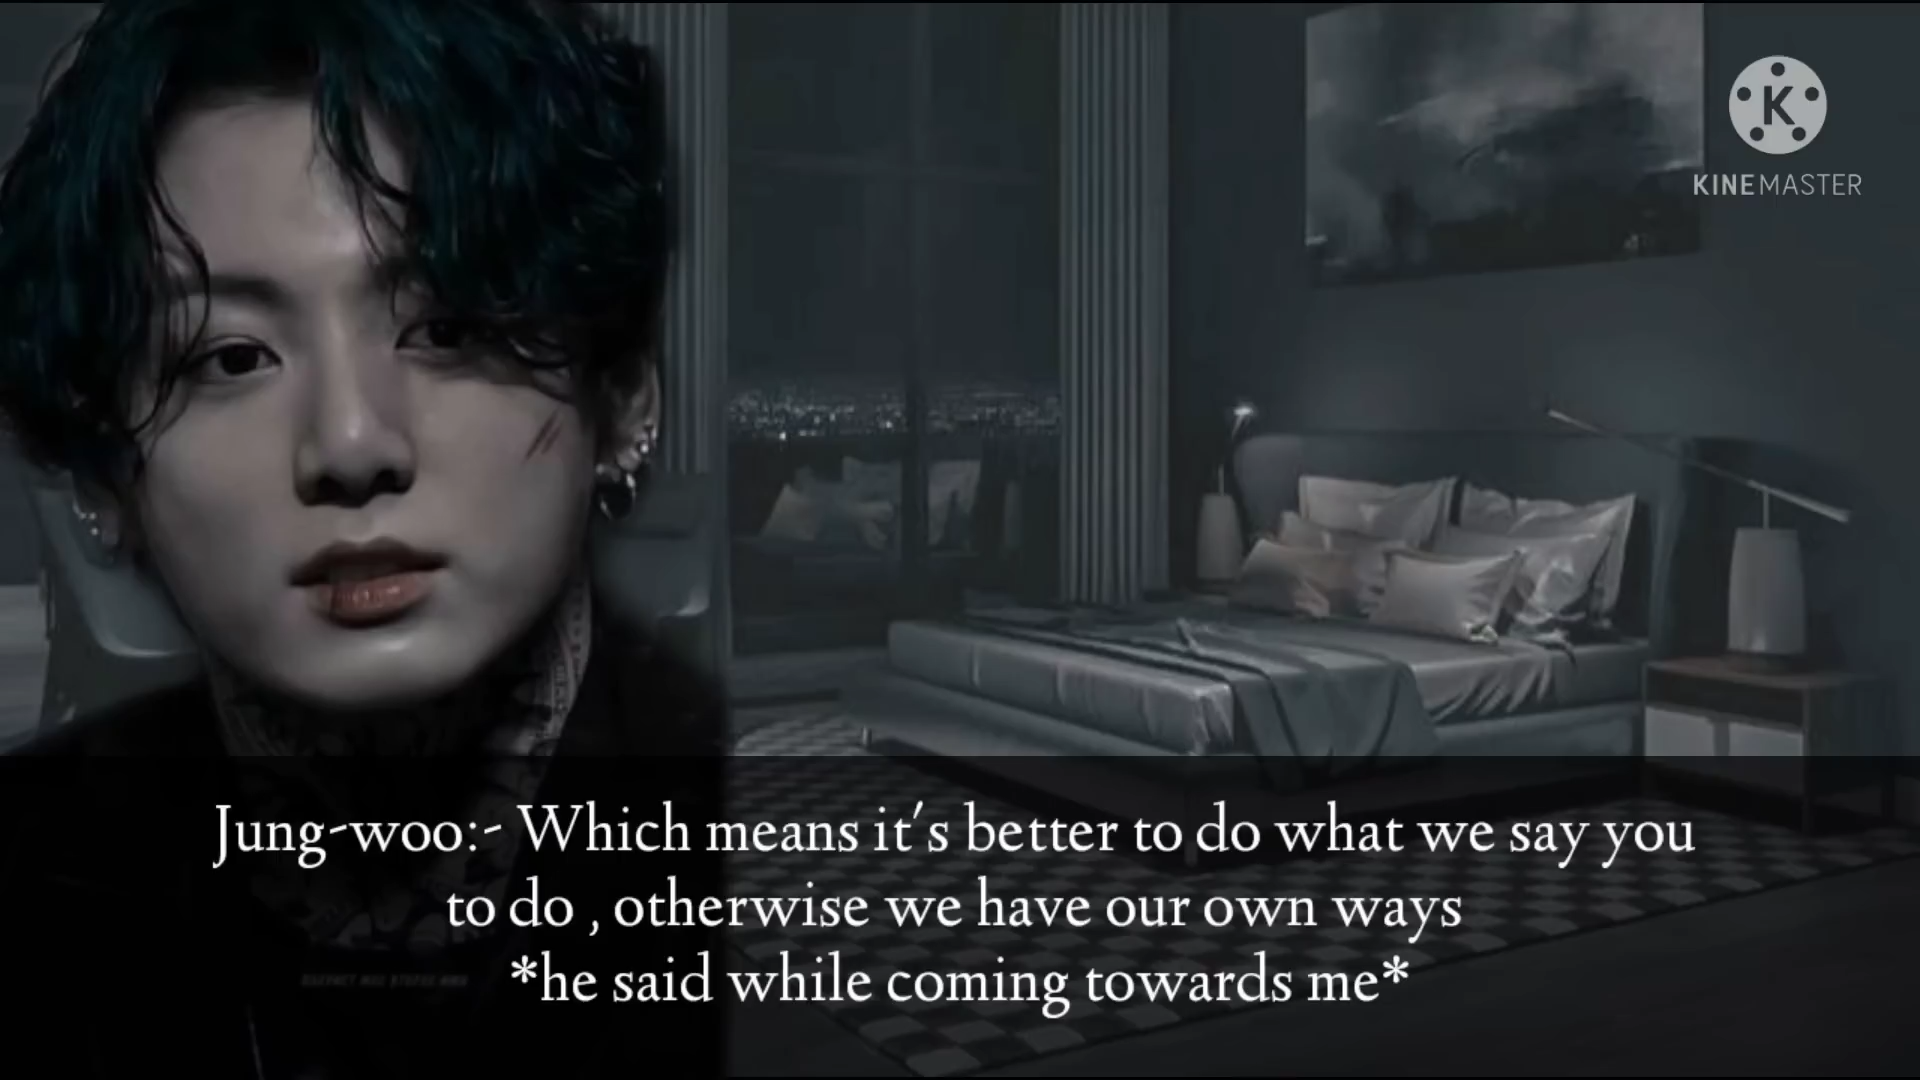 K
KINEMASTER
Jung-woo:- Which means it's better to do what we say you
to do , otherwise we have our own ways
*he said while coming towards me*